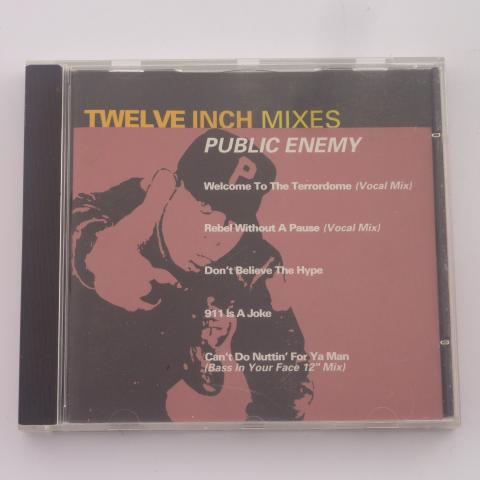 TWELVE INCH MIXES
PUBLIC ENEMY
P
Welcome To The Terrordome (Vocal Mix)
Rebel Without A Pause (Vocal Mix)
Don't Believe The Hype
911 Is A Joke
Can't Do Nuttin' For Ya Man
(Bass In Your Face 12" Mix)